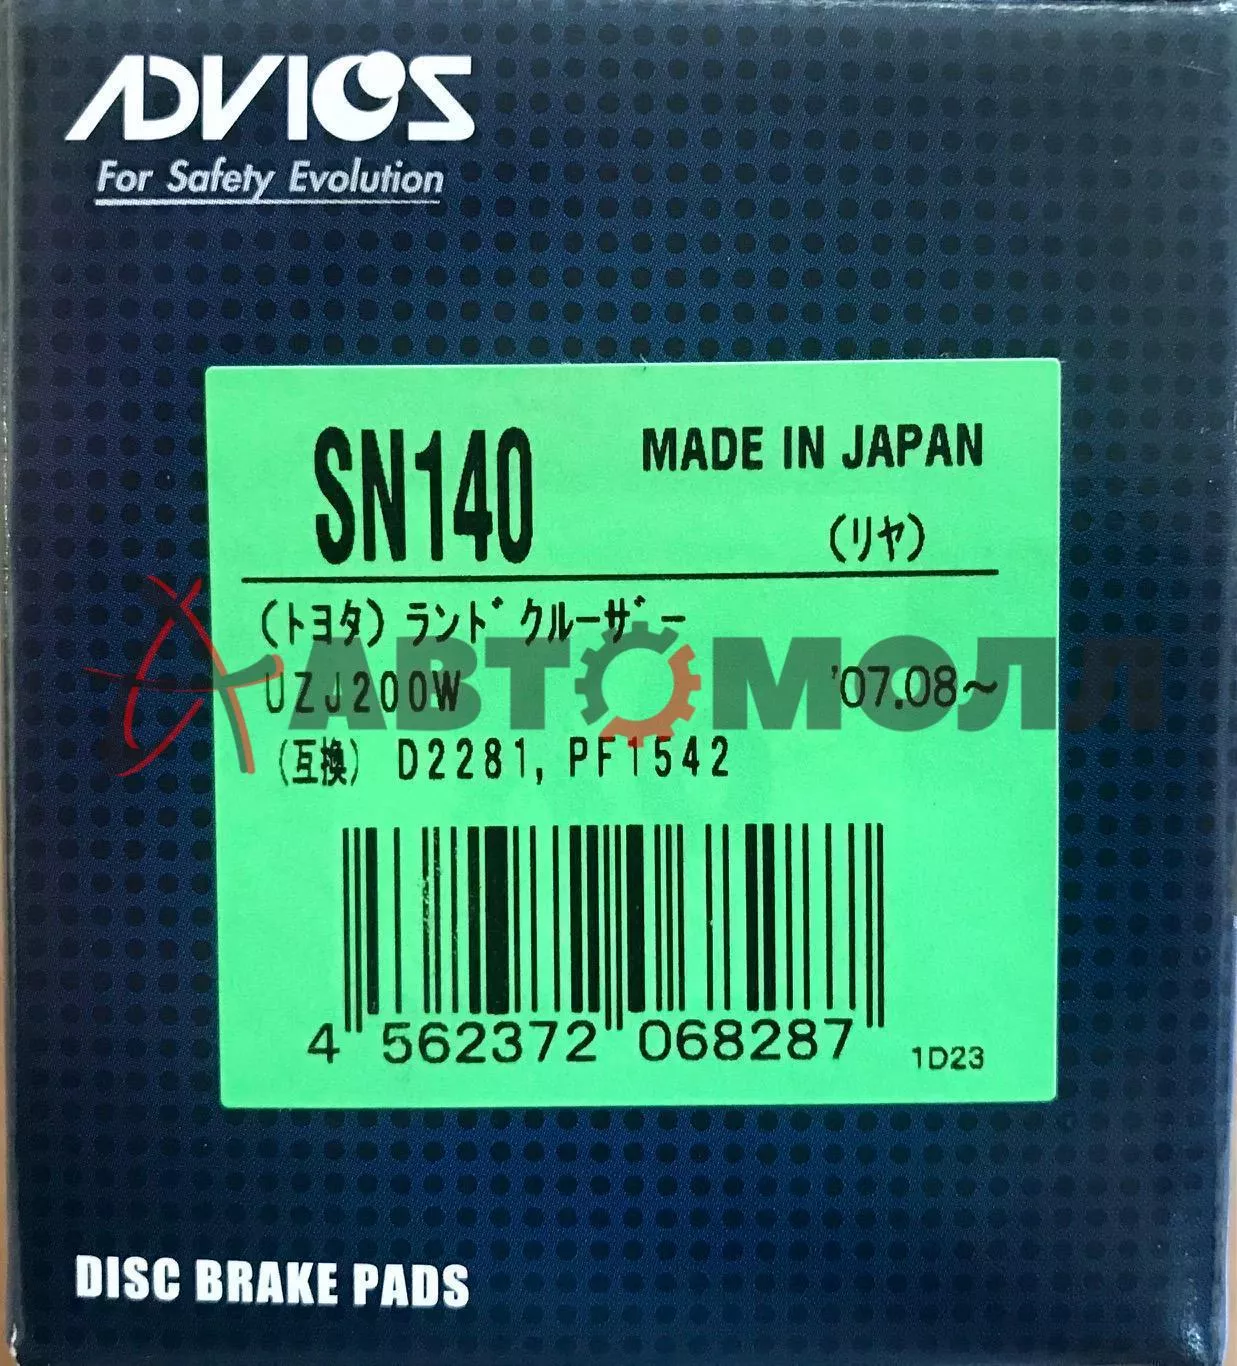 ADVICS
For Safety Evolution
SN140
MADE IN JAPAN
(リヤ)
(トヨタ) ランドクルーザー
АВТОМОЛЛ
UZJ200W '07.08~
(互換) D2281, PF1542
4 562372 068287
1D23
DISC BRAKE PADS